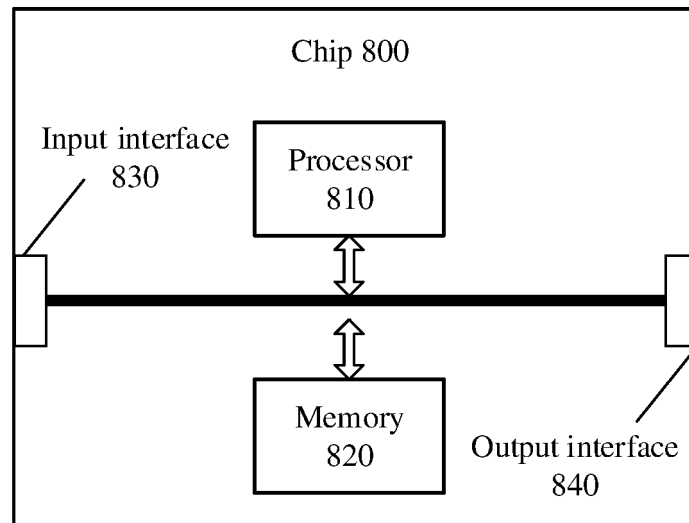 Chip 800
Input interface
830
Processor
810
Memory
820
Output interface
840